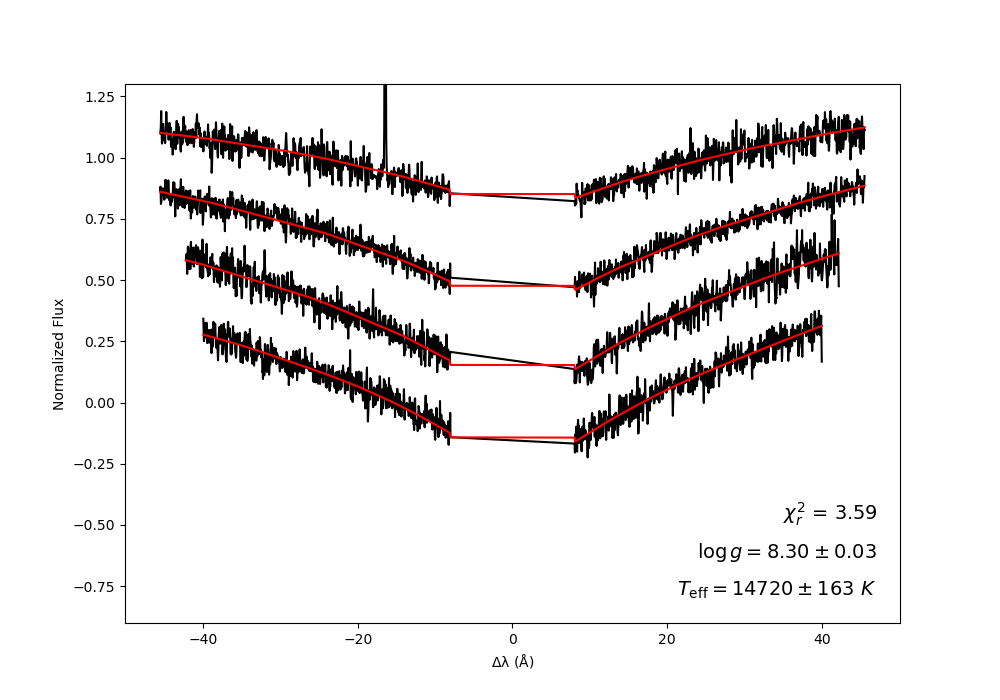 Normalized Flux
1.25
1.00
0.75
0.50
0.25
0.00
−0.25
−0.50
−0.75
χ²ᵣ = 3.59
log g = 8.30 ± 0.03
T_eff = 14720 ± 163 K
−40 −20 0 20 40
Δλ (Å)